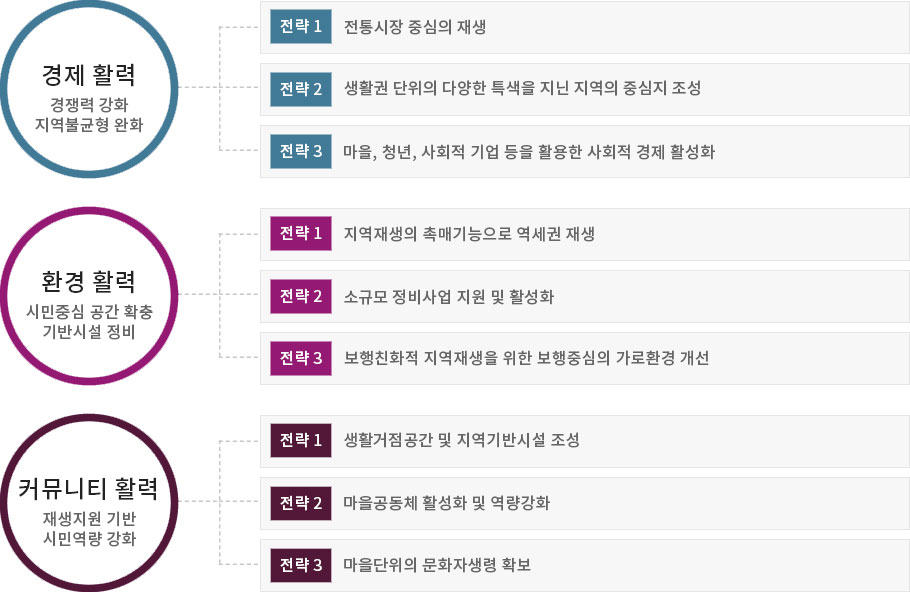 경제 활력
경쟁력 강화
지역불균형 완화
전략 1 전통시장 중심의 재생
전략 2 생활권 단위의 다양한 특색을 지닌 지역의 중심지 조성
전략 3 마을, 청년, 사회적 기업 등을 활용한 사회적 경제 활성화
환경 활력
시민중심 공간 확충
기반시설 정비
전략 1 지역재생의 촉매기능으로 역세권 재생
전략 2 소규모 정비사업 지원 및 활성화
전략 3 보행친화적 지역재생을 위한 보행중심의 가로환경 개선
커뮤니티 활력
재생지원 기반
시민역량 강화
전략 1 생활거점공간 및 지역기반시설 조성
전략 2 마을공동체 활성화 및 역량강화
전략 3 마을단위의 문화자생령 확보